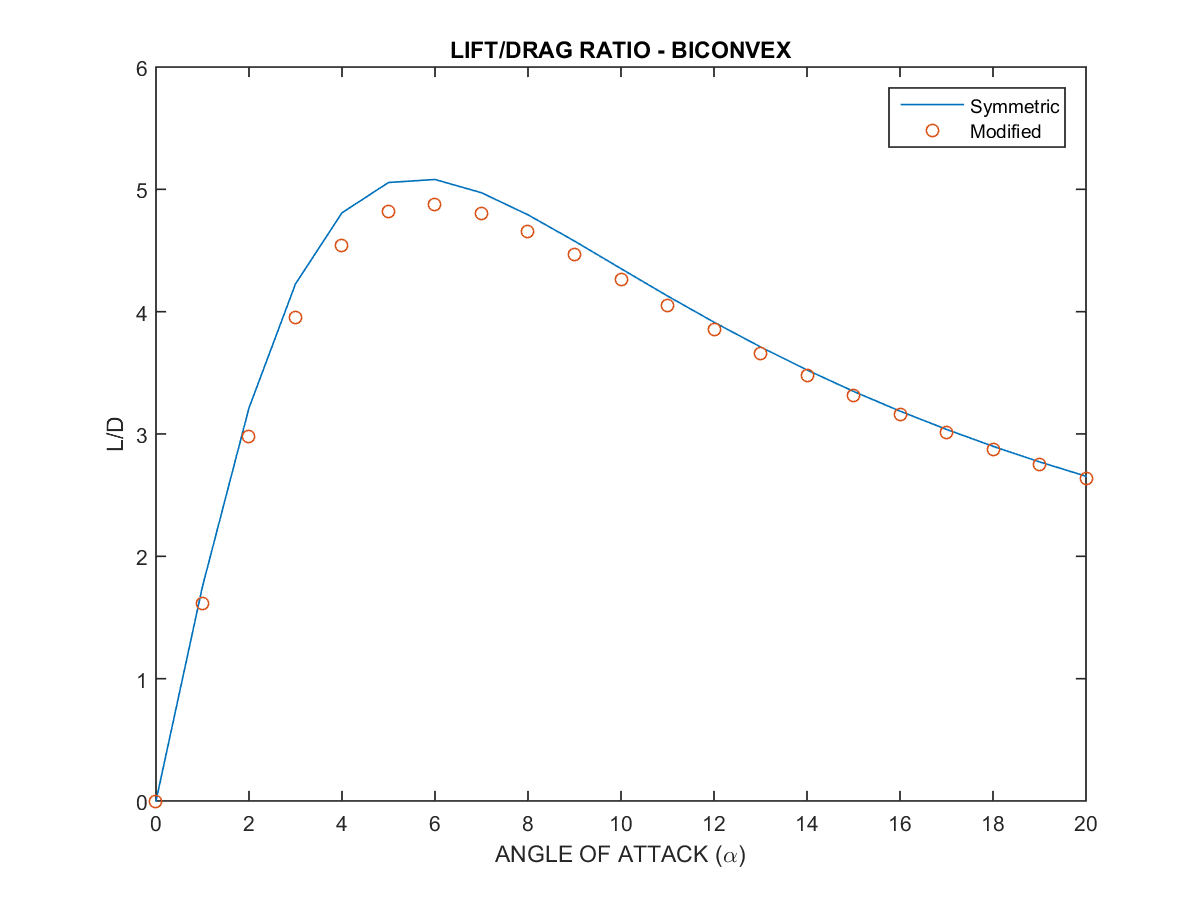 LIFT/DRAG RATIO - BICONVEX
6
Symmetric
Modified
5
4
3
L/D
2
1
0
0 2 4 6 8 10 12 14 16 18 20
ANGLE OF ATTACK (α)